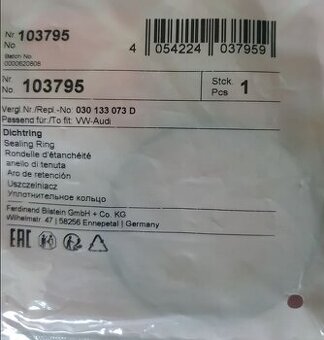 Nr. 103795
No.
Batch No
0000620808
4 054224 037959
Nr. 103795 Stck. 1
No. Pcs
Vergl.Nr./Repl.-No: 030 133 073 D
Passend für:/To fit: VW-Audi
Dichtring
Sealing Ring
Rondelle d'étanchéité
anello di tenuta
Aro de retención
Uszczelniacz
Уплотнительное кольцо
Ferdinand Bilstein GmbH + Co. KG
Wilhelmstr. 47 | 58256 Ennepetal | Germany
EAC